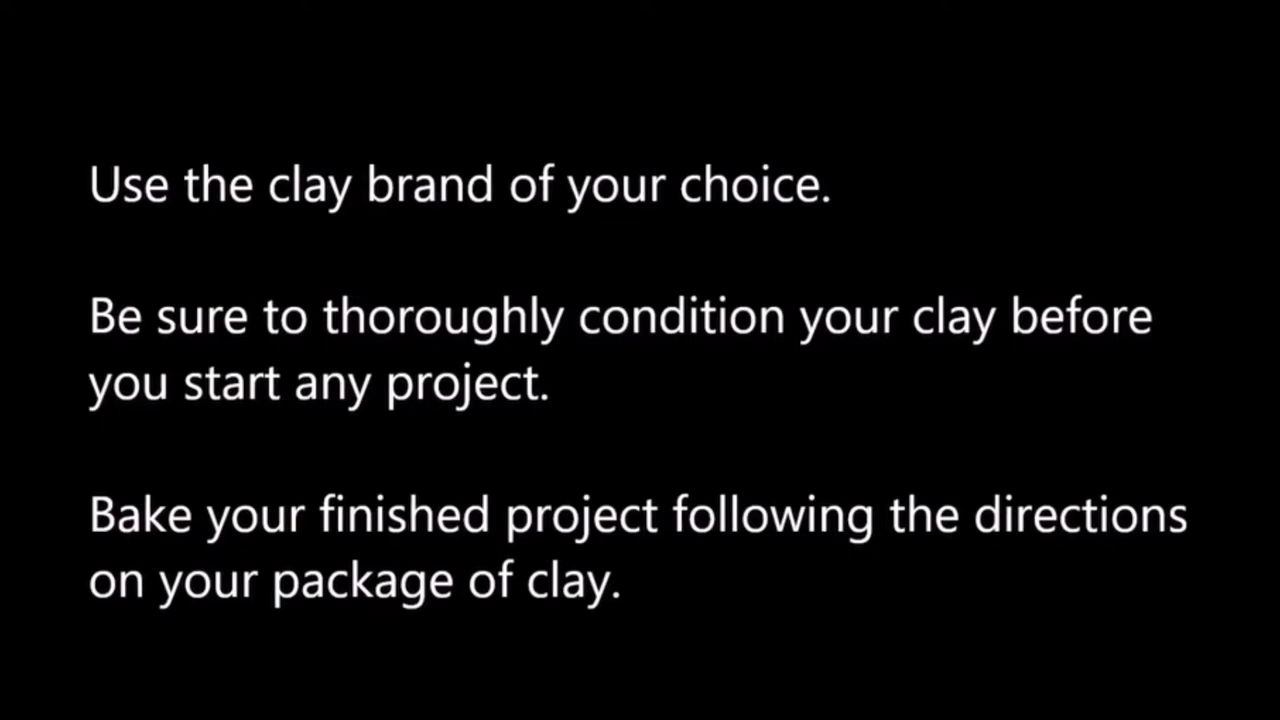 Use the clay brand of your choice.
Be sure to thoroughly condition your clay before
you start any project.
Bake your finished project following the directions
on your package of clay.